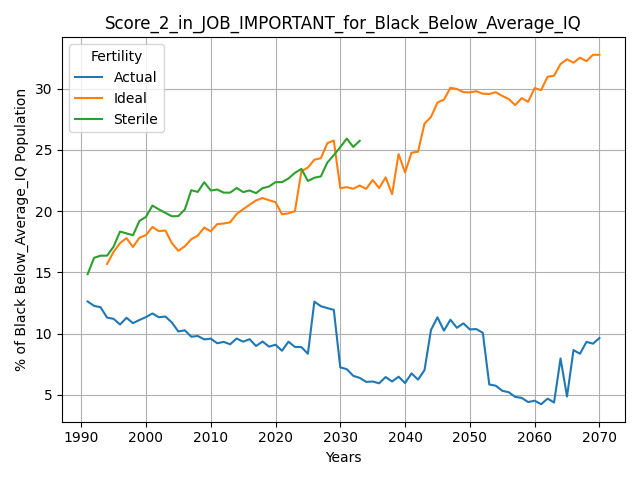 Score_2_in_JOB_IMPORTANT_for_Black_Below_Average_IQ
Fertility
Actual
Ideal
Sterile
% of Black Below_Average_IQ Population
30
25
20
15
10
5
1990 2000 2010 2020 2030 2040 2050 2060 2070
Years